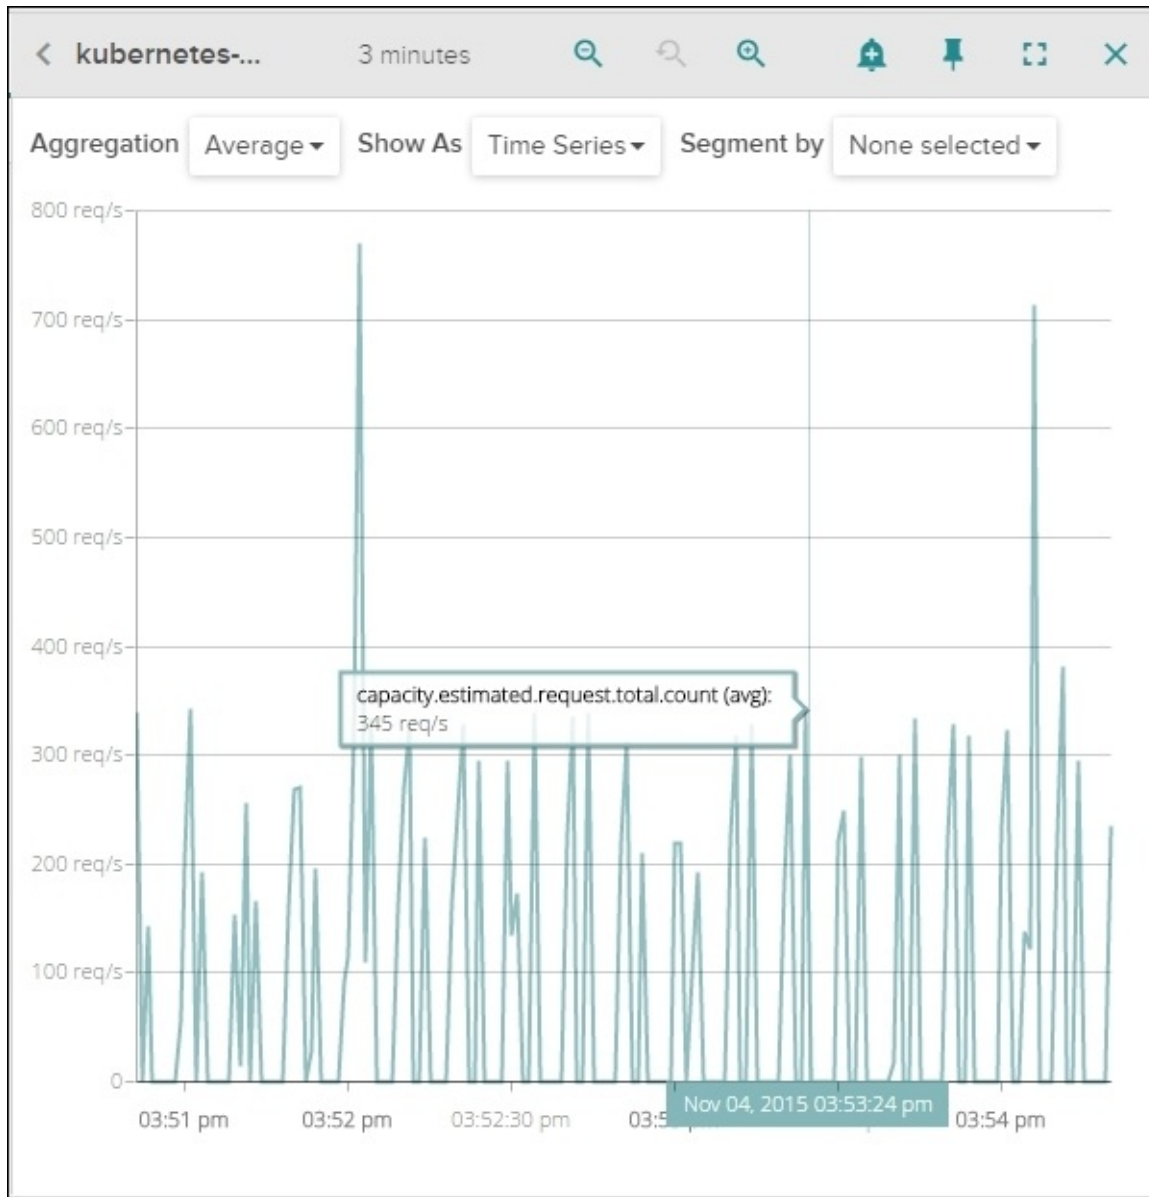 kubernetes-... 3 minutes
Aggregation Average Show As Time Series Segment by None selected
800 req/s
700 req/s
600 req/s
500 req/s
400 req/s
capacity.estimated.request.total.count (avg):
345 req/s
300 req/s
200 req/s
100 req/s
0
Nov 04, 2015 03:53:24 pm
03:51 pm 03:52 pm 03:52:30 pm 03:54 pm